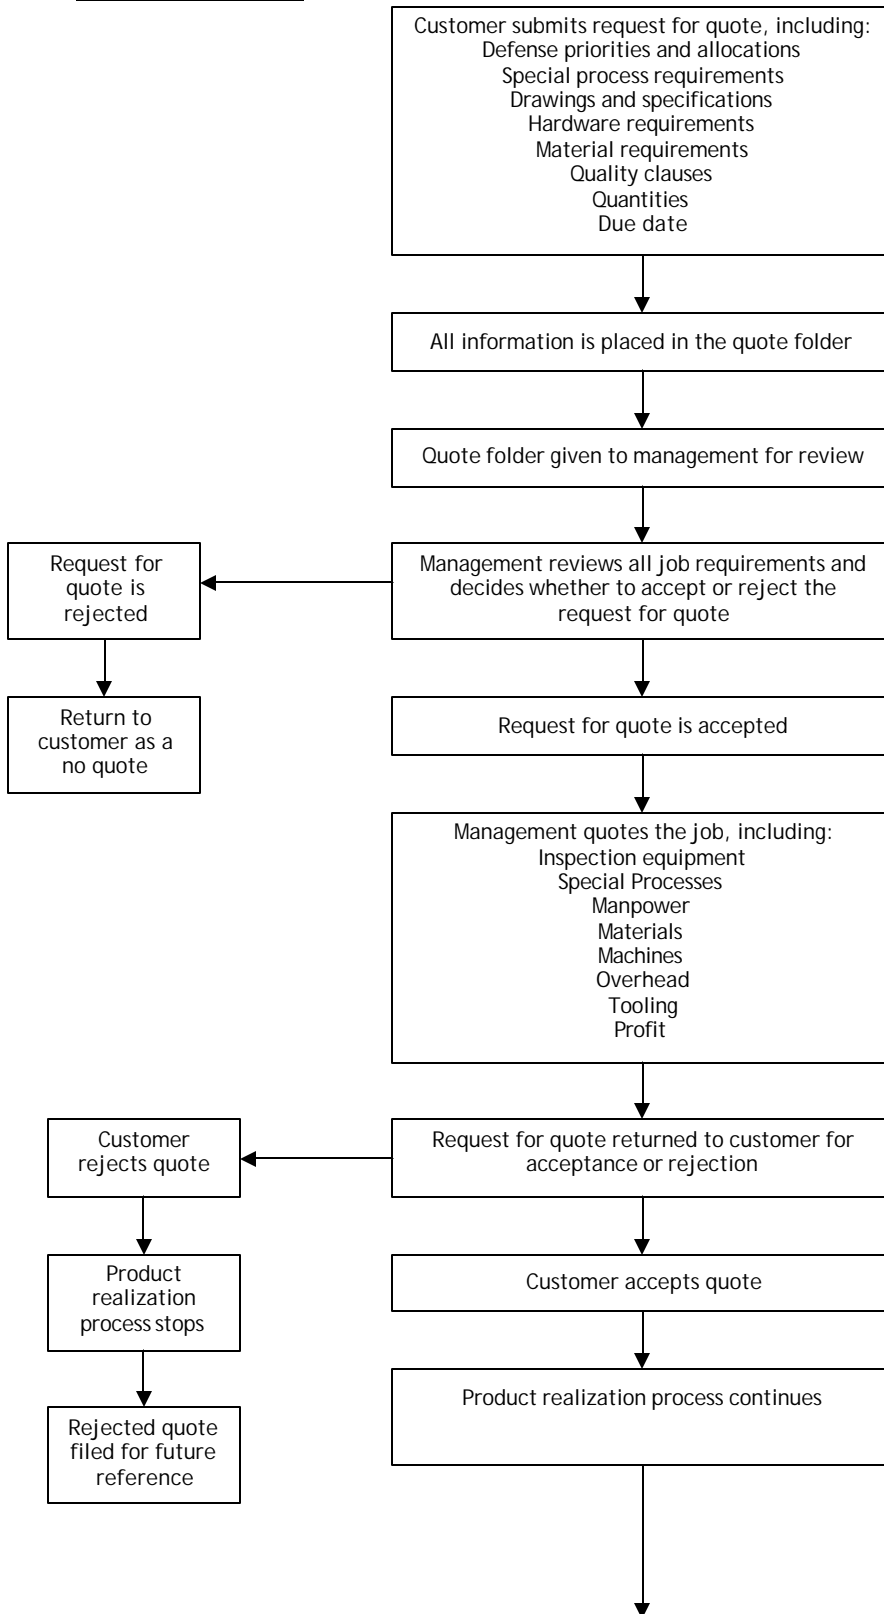 Customer submits request for quote, including:
Defense priorities and allocations
Special process requirements
Drawings and specifications
Hardware requirements
Material requirements
Quality clauses
Quantities
Due date
All information is placed in the quote folder
Quote folder given to management for review
Management reviews all job requirements and
decides whether to accept or reject the
request for quote
Request for
quote is
rejected
Return to
customer as a
no quote
Request for quote is accepted
Management quotes the job, including:
Inspection equipment
Special Processes
Manpower
Materials
Machines
Overhead
Tooling
Profit
Request for quote returned to customer for
acceptance or rejection
Customer
rejects quote
Product
realization
process stops
Rejected quote
filed for future
reference
Customer accepts quote
Product realization process continues